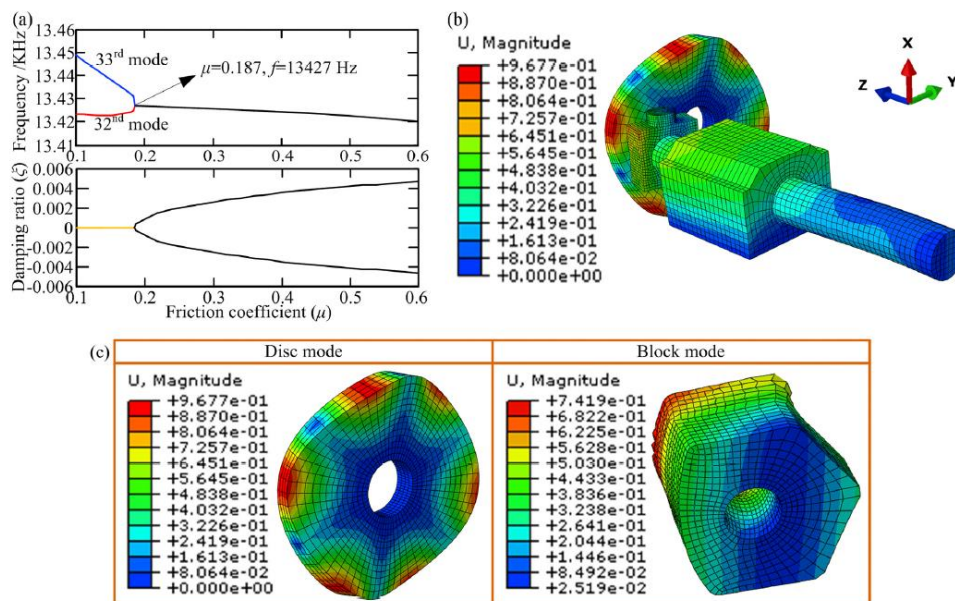 (a)
Frequency /KHz
13.46
13.45
13.44
13.43
13.42
13.41
33rd mode
32nd mode
μ=0.187, f=13427 Hz
0.1
0.2
0.3
0.4
0.5
0.6
Damping ratio (ξ)
0.006
0.004
0.002
0
-0.002
-0.004
-0.006
0.1
0.2
0.3
0.4
0.5
0.6
Friction coefficient (μ)
(b)
U, Magnitude
+9.677e-01
+8.870e-01
+8.064e-01
+7.257e-01
+6.451e-01
+5.645e-01
+4.838e-01
+4.032e-01
+3.226e-01
+2.419e-01
+1.613e-01
+8.064e-02
+0.000e+00
X
Z
Y
(c)
Disc mode
Block mode
U, Magnitude
+9.677e-01
+8.870e-01
+8.064e-01
+7.257e-01
+6.451e-01
+5.645e-01
+4.838e-01
+4.032e-01
+3.226e-01
+2.419e-01
+1.613e-01
+8.064e-02
+0.000e+00
U, Magnitude
+7.419e-01
+6.822e-01
+6.225e-01
+5.628e-01
+5.030e-01
+4.433e-01
+3.836e-01
+3.238e-01
+2.641e-01
+2.044e-01
+1.446e-01
+8.492e-02
+2.519e-02